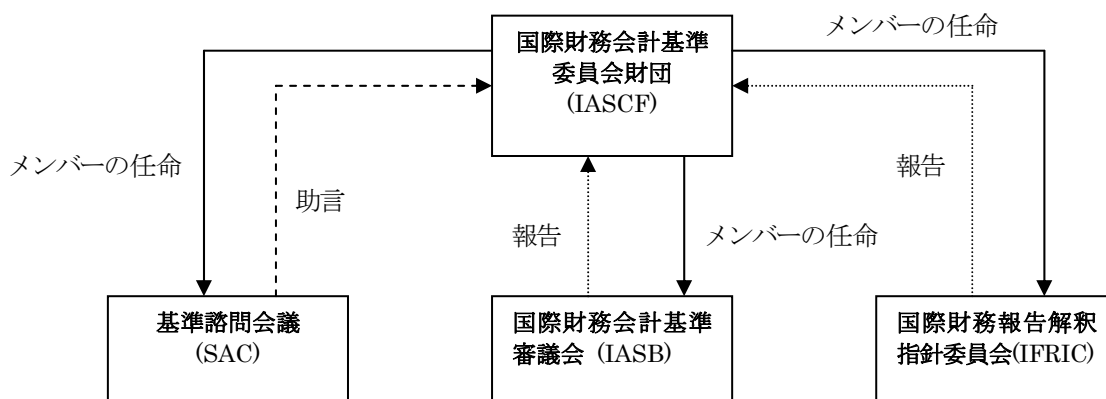 国際財務会計基準
委員会財団
(IASCF)
メンバーの任命
メンバーの任命
助言
報告
報告
メンバーの任命
基準諮問会議
(SAC)
国際財務会計基準
審議会 (IASB)
国際財務報告解釈
指針委員会(IFRIC)